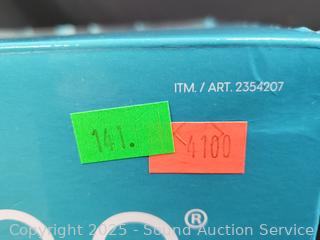 ITM. / ART. 2354207
141.
4100
®
Copyright 2025 - Sound Auction Service